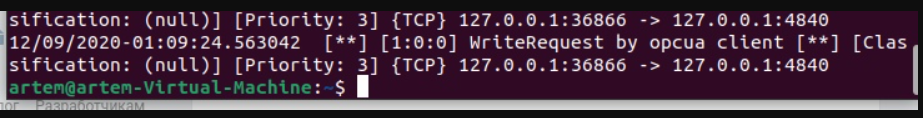 sification: (null)] [Priority: 3] {TCP} 127.0.0.1:36866 -> 127.0.0.1:4840
12/09/2020-01:09:24.563042  [**] [1:0:0] WriteRequest by opcua client [**] [Clas
sification: (null)] [Priority: 3] {TCP} 127.0.0.1:36866 -> 127.0.0.1:4840
artem@artem-Virtual-Machine:~$
Разработчикам